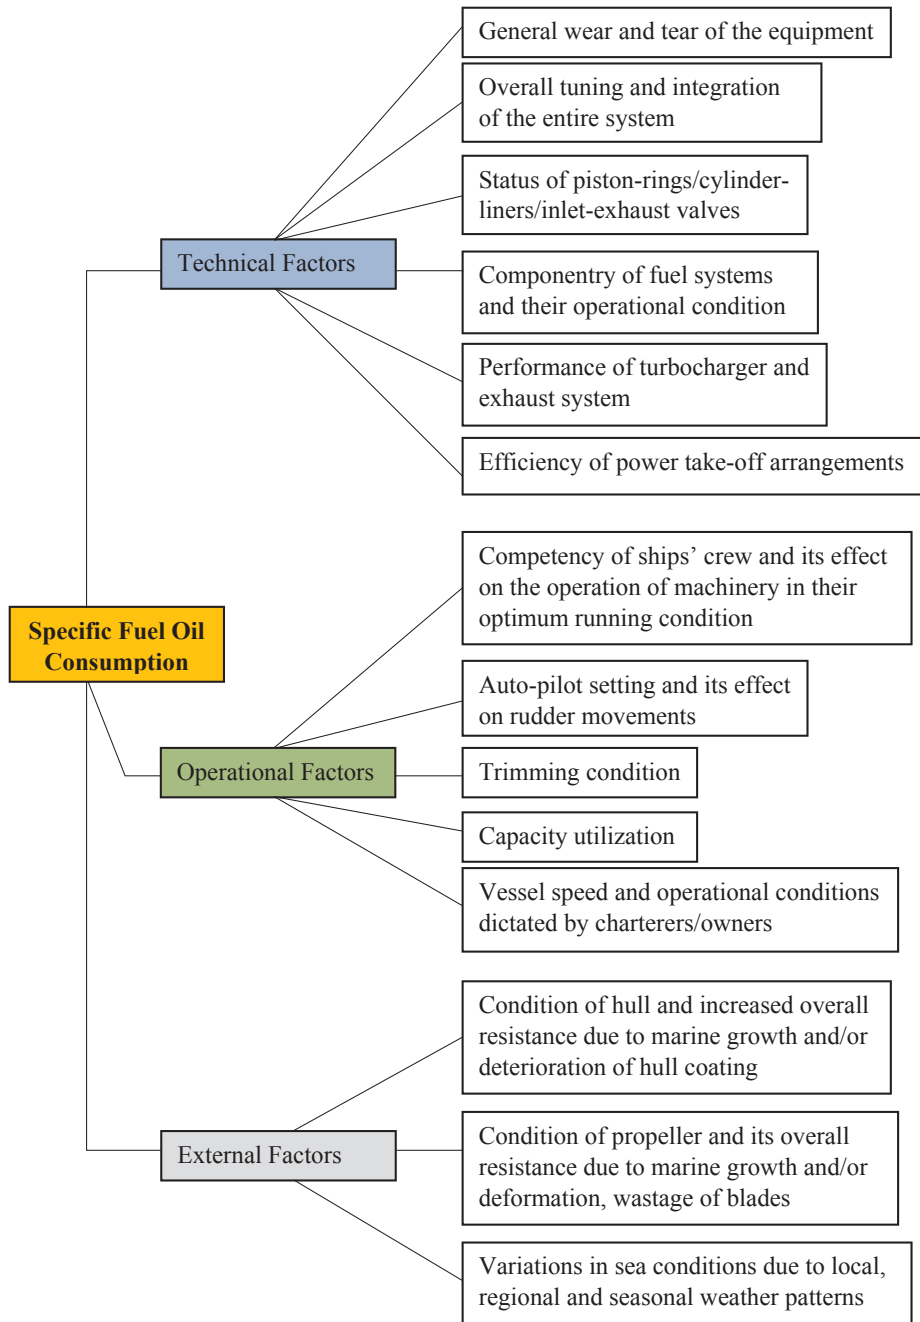 General wear and tear of the equipment
Overall tuning and integration
of the entire system
Status of piston-rings/cylinder-
liners/inlet-exhaust valves
Technical Factors
Componentry of fuel systems
and their operational condition
Performance of turbocharger and
exhaust system
Efficiency of power take-off arrangements
Specific Fuel Oil
Consumption
Competency of ships’ crew and its effect
on the operation of machinery in their
optimum running condition
Auto-pilot setting and its effect
on rudder movements
Operational Factors
Trimming condition
Capacity utilization
Vessel speed and operational conditions
dictated by charterers/owners
Condition of hull and increased overall
resistance due to marine growth and/or
deterioration of hull coating
External Factors
Condition of propeller and its overall
resistance due to marine growth and/or
deformation, wastage of blades
Variations in sea conditions due to local,
regional and seasonal weather patterns